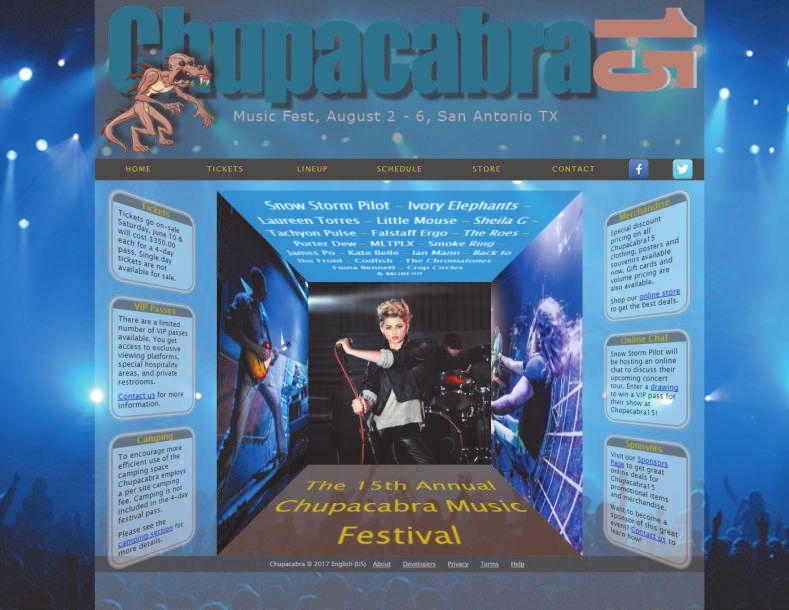 Chupacabra
15
Music Fest, August 2 - 6, San Antonio TX
HOME TICKETS LINEUP SCHEDULE STORE CONTACT
Tickets
Tickets go on-sale
Saturday, June 10 &
will cost $350.00
each for a 4-day
pass. Single day
tickets are not
available for sale.
VIP Passes
There are a limited
number of VIP passes
available. You get
access to exclusive
viewing platforms,
special hospitality
areas, and private
restrooms.
Contact us for more
information.
Camping
To encourage more
efficient use of the
camping space
Chupacabra employs
a per site camping
fee. Camping is not
included in the 4-day
festival pass.
Please see the
camping section for
more details.
Snow Storm Pilot – Ivory Elephants –
Laureen Torres – Little Mouse – Sheila G –
Tachyon Pulse – Falstaff Ergo – The Roes –
Porter Dew – MLTPLX – Smoke Ring –
James Po – Kate Bello – Ian Mann – Back to
the Front – Codfish – The Chromatones
Fiona Bennett – Crop Circles
& MORE!!!!
The 15th Annual
Chupacabra Music
Festival
Merchandise
Special discount
pricing on all
Chupacabra15
clothing, posters and
souvenirs available
now. Gift cards and
volume pricing are
also available.
Shop our online store
to get the best deals.
Online Chat
Snow Storm Pilot will
be hosting an online
chat to discuss their
upcoming concert
tour. Enter a drawing
to win a VIP pass for
their show at
Chupacabra15!
Sponsors
Visit our Sponsors
Page to get great
online deals for
Chupacabra15
promotional items
and merchandise.
Want to become a
sponsor of this great
event? Contact us to
learn how!
Chupacabra © 2017 English (US) About Developers Privacy Terms Help